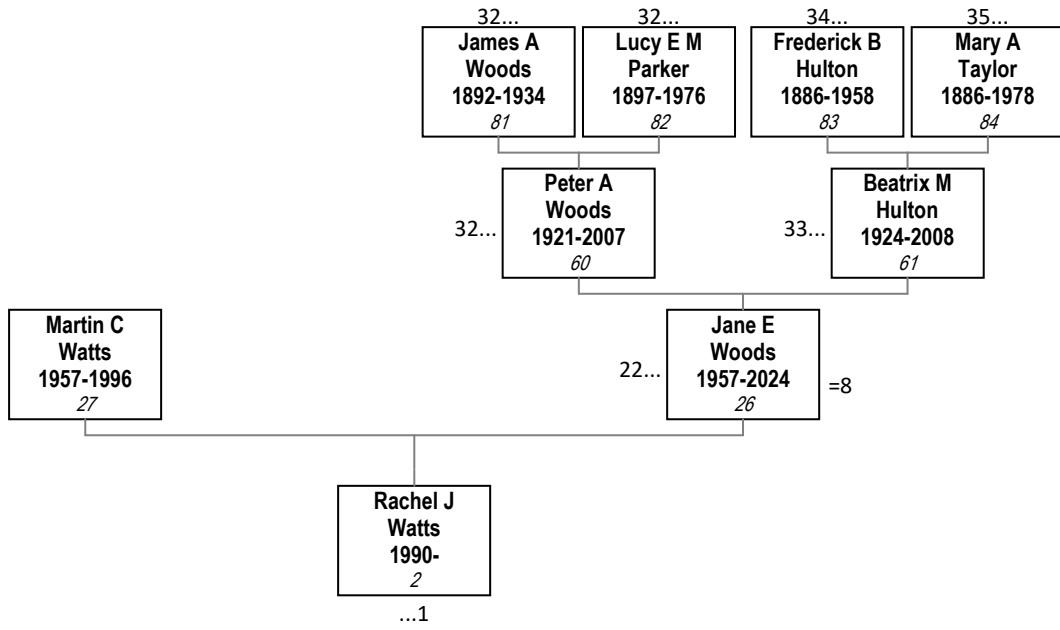 32...
James A
Woods
1892-1934
81
32...
Lucy E M
Parker
1897-1976
82
34...
Frederick B
Hulton
1886-1958
83
35...
Mary A
Taylor
1886-1978
84
32...
Peter A
Woods
1921-2007
60
33...
Beatrix M
Hulton
1924-2008
61
Martin C
Watts
1957-1996
27
22...
Jane E
Woods
1957-2024
26
=8
Rachel J
Watts
1990-
2
...1